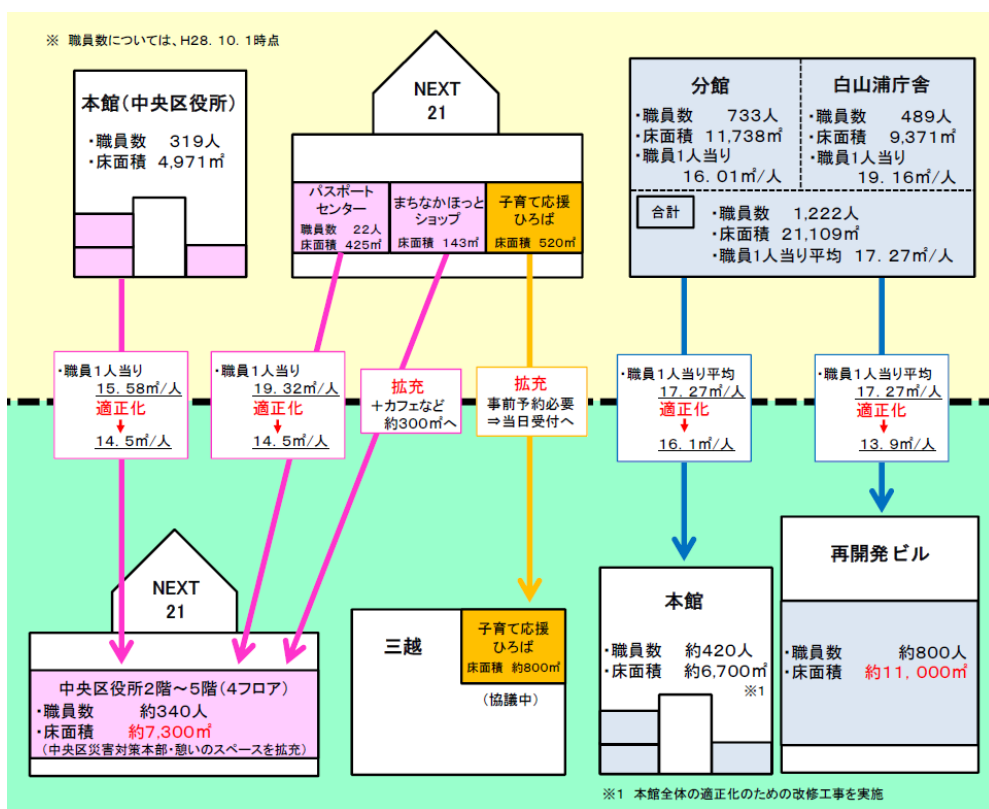 ※ 職員数については、H28. 10. 1時点
本館(中央区役所)
・職員数 319人
・床面積 4,971㎡
NEXT
21
パスポート
センター
職員数 22人
床面積 425㎡
まちなかほっと
ショップ
床面積 143㎡
子育て応援
ひろば
床面積 520㎡
分館
・職員数 733人
・床面積 11,738㎡
・職員1人当り
16. 01㎡/人
白山浦庁舎
・職員数 489人
・床面積 9,371㎡
・職員1人当り
19. 16㎡/人
合計
・職員数 1,222人
・床面積 21,109㎡
・職員1人当り平均 17. 27㎡/人
・職員1人当り
15. 58㎡/人
適正化
14. 5㎡/人
・職員1人当り
19. 32㎡/人
適正化
14. 5㎡/人
拡充
+カフェなど
約300㎡へ
拡充
事前予約必要
⇒当日受付へ
・職員1人当り平均
17. 27㎡/人
適正化
16. 1㎡/人
・職員1人当り平均
17. 27㎡/人
適正化
13. 9㎡/人
NEXT
21
中央区役所2階~5階(4フロア)
・職員数 約340人
・床面積 約7,300㎡
(中央区災害対策本部・憩いのスペースを拡充)
三越
子育て応援
ひろば
床面積 約800㎡
(協議中)
本館
・職員数 約420人
・床面積 約6,700㎡
※1
再開発ビル
・職員数 約800人
・床面積 約11, 000㎡
※1 本館全体の適正化のための改修工事を実施